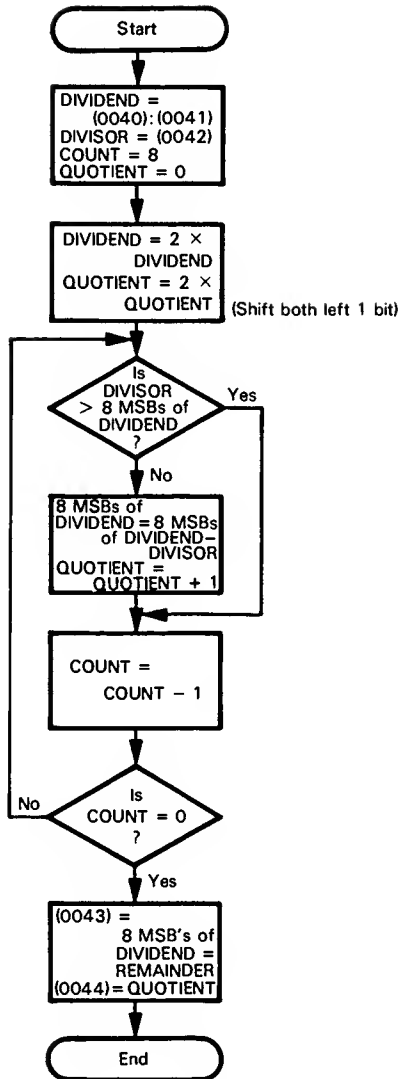 Start
DIVIDEND =
(0040):(0041)
DIVISOR = (0042)
COUNT = 8
QUOTIENT = 0
DIVIDEND = 2 ×
DIVIDEND
QUOTIENT = 2 ×
QUOTIENT
(Shift both left 1 bit)
Is
DIVISOR
> 8 MSBs of
DIVIDEND
?
Yes
No
8 MSBs of
DIVIDEND = 8 MSBs
of DIVIDEND–
DIVISOR
QUOTIENT =
QUOTIENT + 1
COUNT =
COUNT – 1
Is
COUNT = 0
?
No
Yes
(0043) =
8 MSB's of
DIVIDEND =
REMAINDER
(0044) = QUOTIENT
End